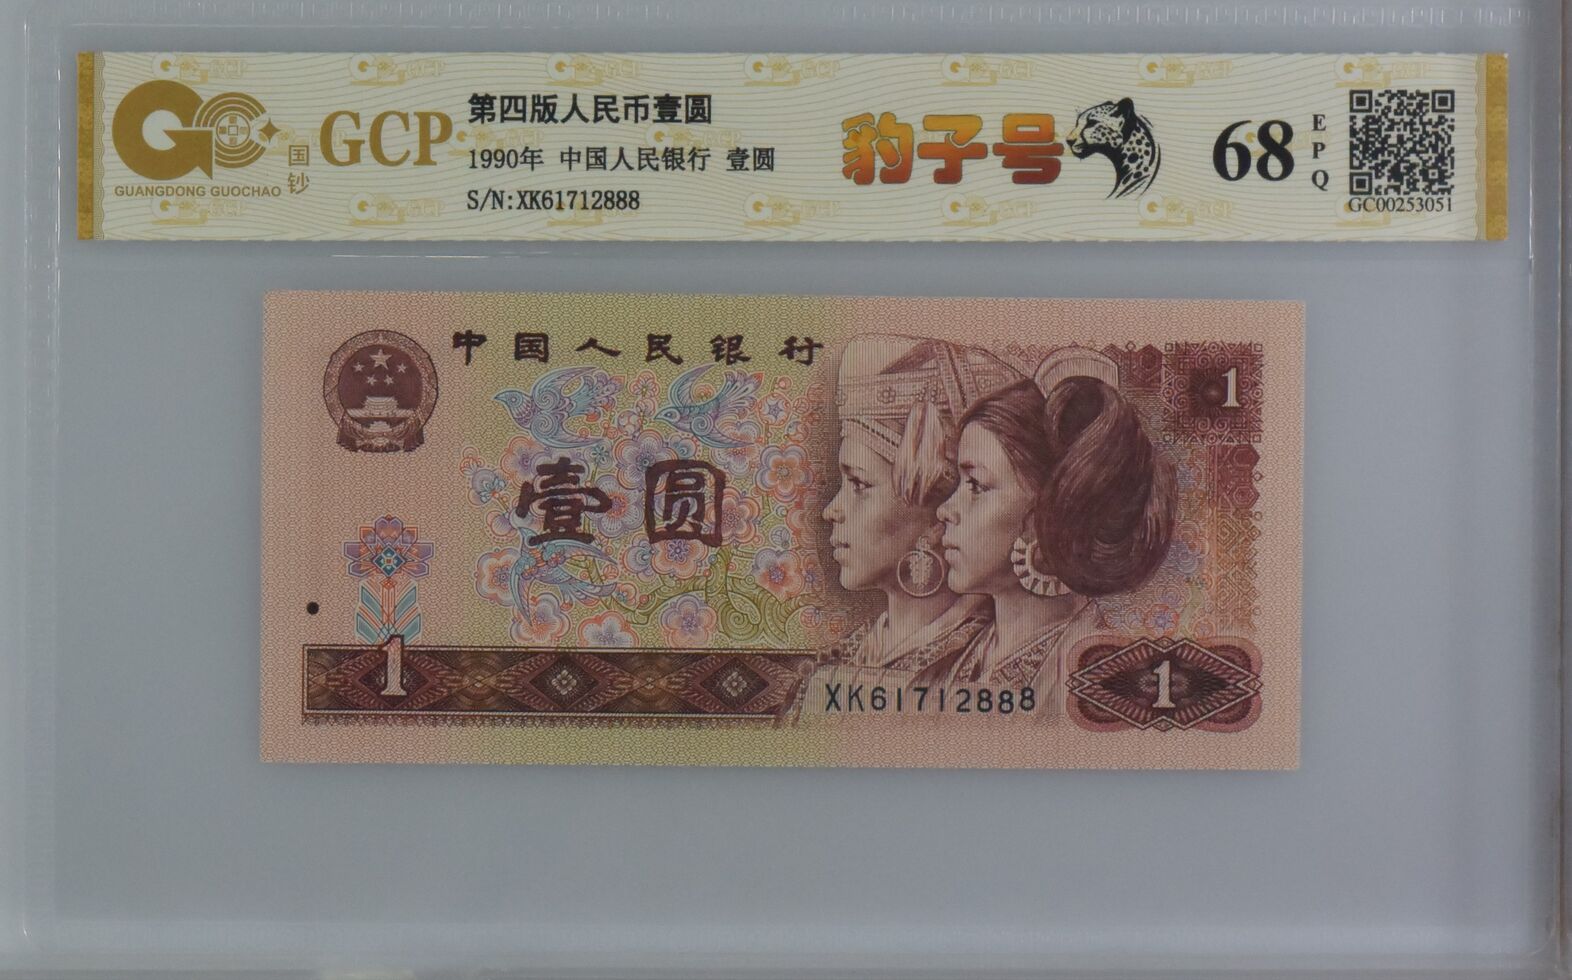 GUANGDONG GUOCHAO
国钞
GCP
第四版人民币壹圆
1990年 中国人民银行 壹圆
S/N:XK61712888
豹子号
68
EPQ
GC00253051
中国人民银行
1
壹圆
1
XK61712888
1